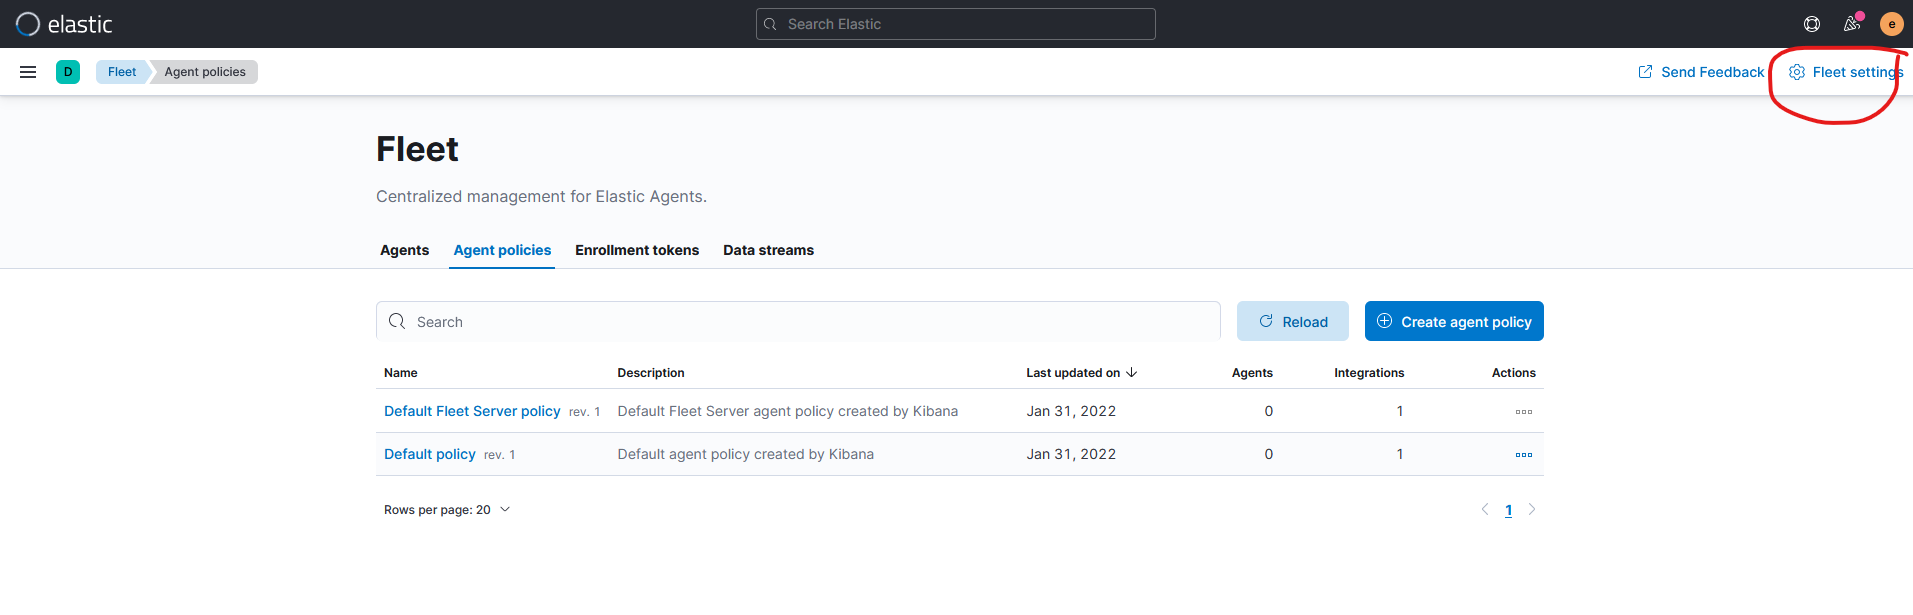 elastic Search Elastic e
D Fleet Agent policies Send Feedback Fleet settings
Fleet
Centralized management for Elastic Agents.
Agents Agent policies Enrollment tokens Data streams
Search Reload Create agent policy
Name Description Last updated on Agents Integrations Actions
Default Fleet Server policy rev. 1 Default Fleet Server agent policy created by Kibana Jan 31, 2022 0 1
Default policy rev. 1 Default agent policy created by Kibana Jan 31, 2022 0 1
Rows per page: 20 1